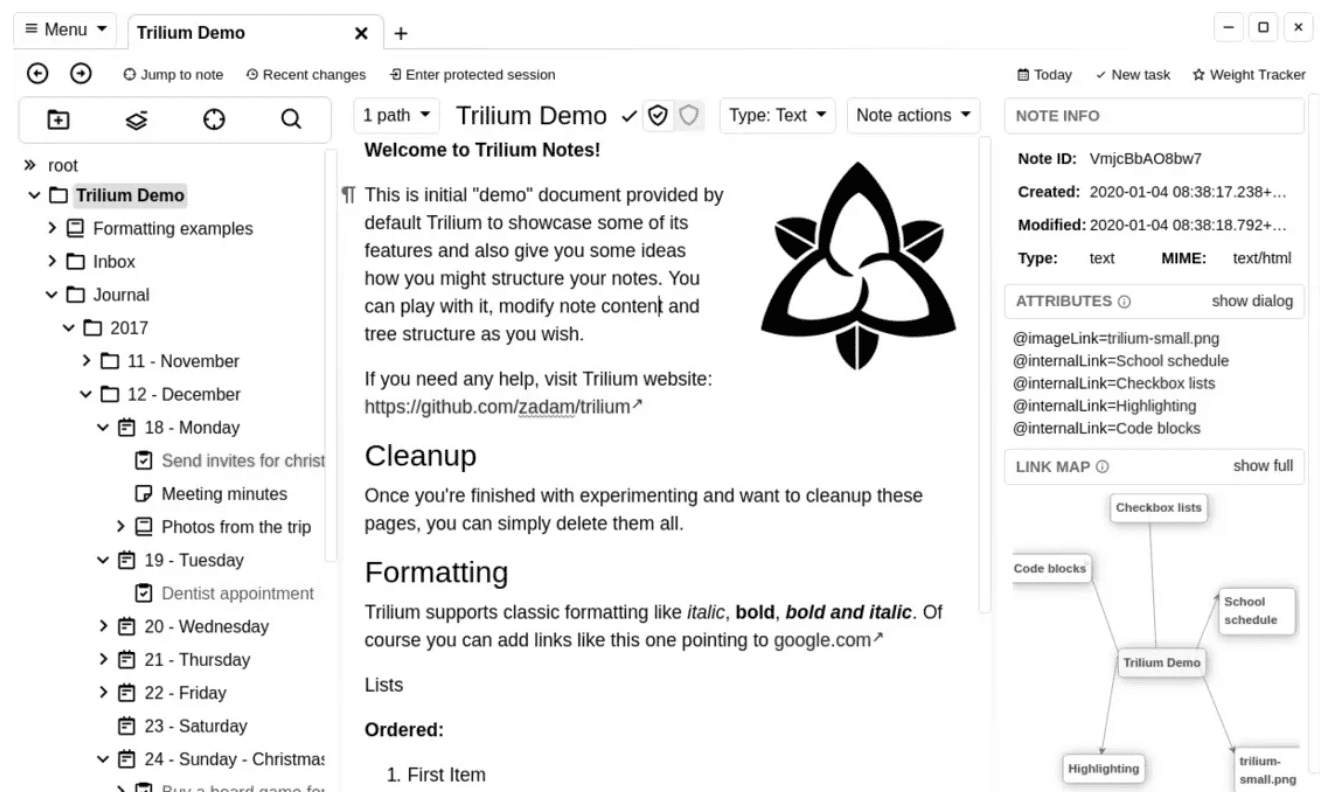 Menu
Trilium Demo
Jump to note
Recent changes
Enter protected session
Today
New task
Weight Tracker
root
Trilium Demo
Formatting examples
Inbox
Journal
2017
11 - November
12 - December
18 - Monday
Send invites for christ
Meeting minutes
Photos from the trip
19 - Tuesday
Dentist appointment
20 - Wednesday
21 - Thursday
22 - Friday
23 - Saturday
24 - Sunday - Christmas
Buy a board game for
1 path
Trilium Demo
Type: Text
Note actions
Welcome to Trilium Notes!
¶ This is initial "demo" document provided by
default Trilium to showcase some of its
features and also give you some ideas
how you might structure your notes. You
can play with it, modify note content and
tree structure as you wish.
If you need any help, visit Trilium website:
https://github.com/zadam/trilium
Cleanup
Once you're finished with experimenting and want to cleanup these
pages, you can simply delete them all.
Formatting
Trilium supports classic formatting like italic, bold, bold and italic. Of
course you can add links like this one pointing to google.com
Lists
Ordered:
1. First Item
NOTE INFO
Note ID: VmjcBbAO8bw7
Created: 2020-01-04 08:38:17.238+...
Modified: 2020-01-04 08:38:18.792+...
Type: text MIME: text/html
ATTRIBUTES show dialog
@imageLink=trilium-small.png
@internalLink=School schedule
@internalLink=Checkbox lists
@internalLink=Highlighting
@internalLink=Code blocks
LINK MAP show full
Checkbox lists
Code blocks
School
schedule
Trilium Demo
Highlighting
trilium-
small.png